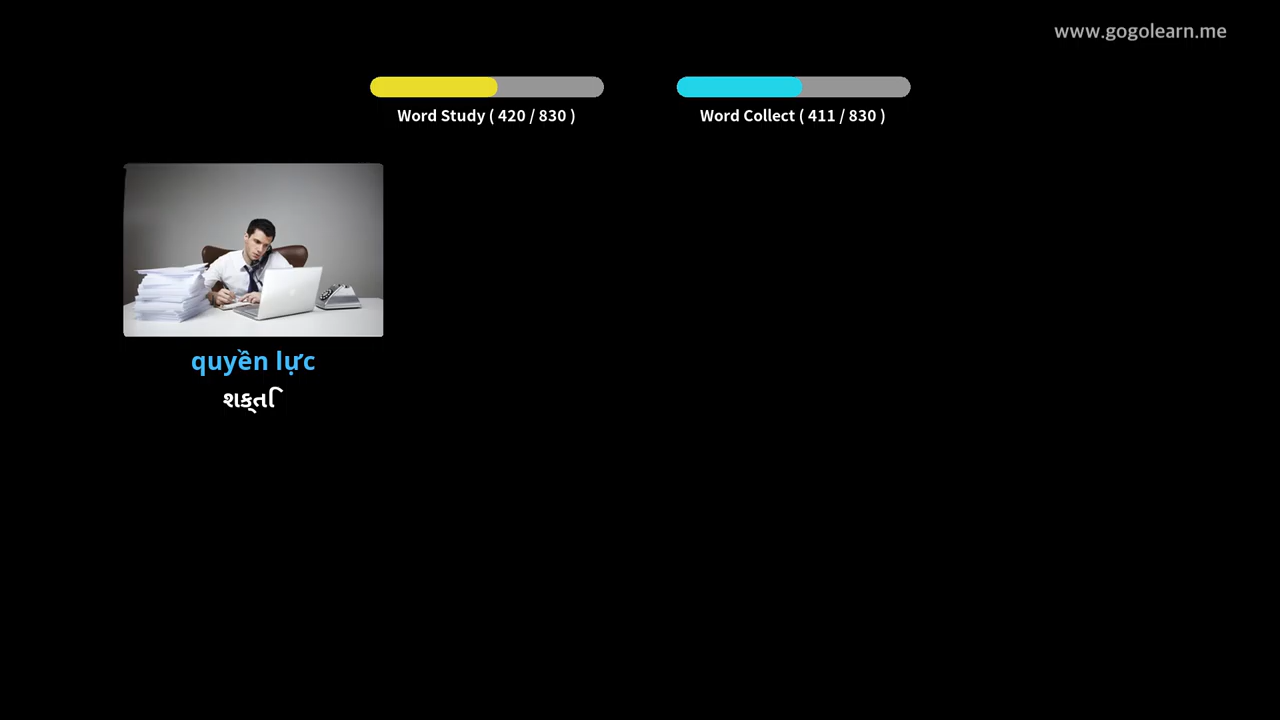 www.gogolearn.me
Word Study ( 420 / 830 )
Word Collect ( 411 / 830 )
quyền lực
શક્તિ